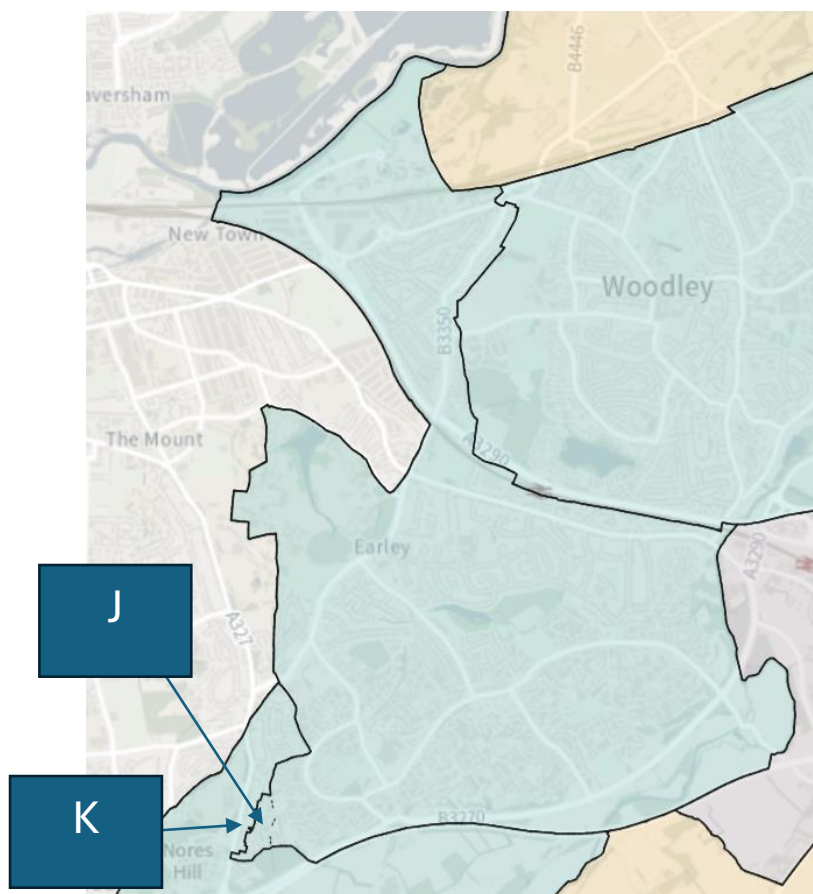 aversham
B4446
New Town
Woodley
B3350
The Mount
A3290
Earley
A3290
J
A327
K
B3270
Nores
Hill